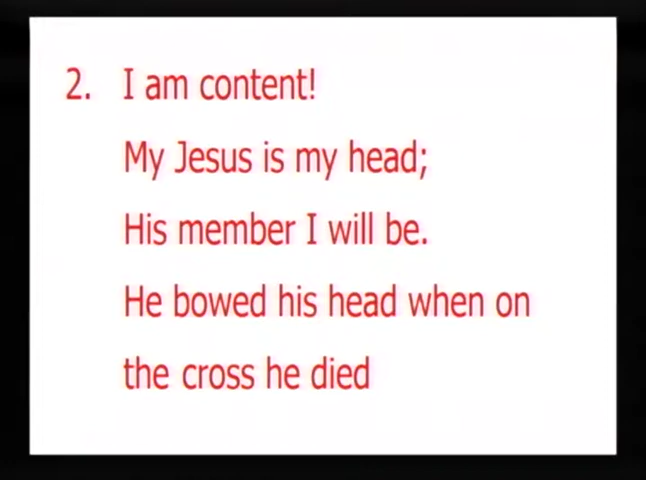 2. I am content!
My Jesus is my head;
His member I will be.
He bowed his head when on
the cross he died